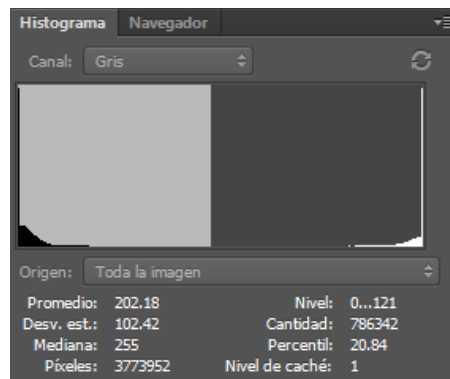 Histograma Navegador
Canal: Gris
Origen: Toda la imagen
Promedio: 202.18 Nivel: 0...121
Desv. est.: 102.42 Cantidad: 786342
Mediana: 255 Percentil: 20.84
Píxeles: 3773952 Nivel de caché: 1